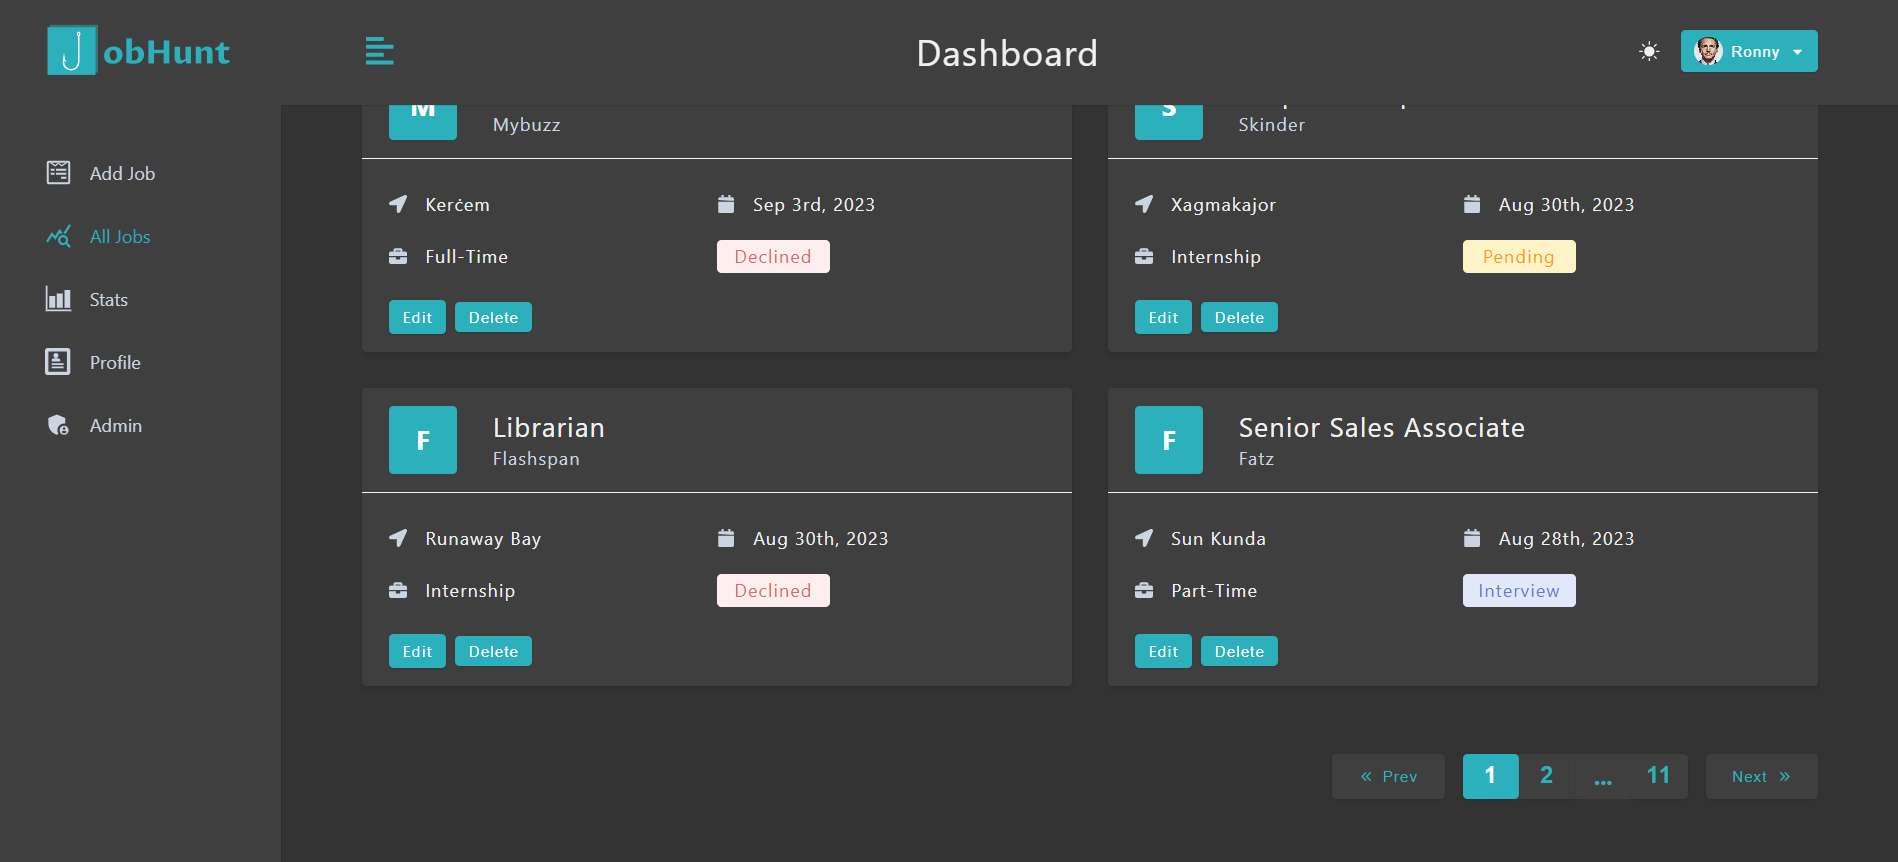 JobHunt
Dashboard
Ronny
Add Job
All Jobs
Stats
Profile
Admin
M
Mybuzz
Kerċem
Sep 3rd, 2023
Full-Time
Declined
Edit
Delete
S
Skinder
Xagmakajor
Aug 30th, 2023
Internship
Pending
Edit
Delete
F
Librarian
Flashspan
Runaway Bay
Aug 30th, 2023
Internship
Declined
Edit
Delete
F
Senior Sales Associate
Fatz
Sun Kunda
Aug 28th, 2023
Part-Time
Interview
Edit
Delete
« Prev
1
2
...
11
Next »